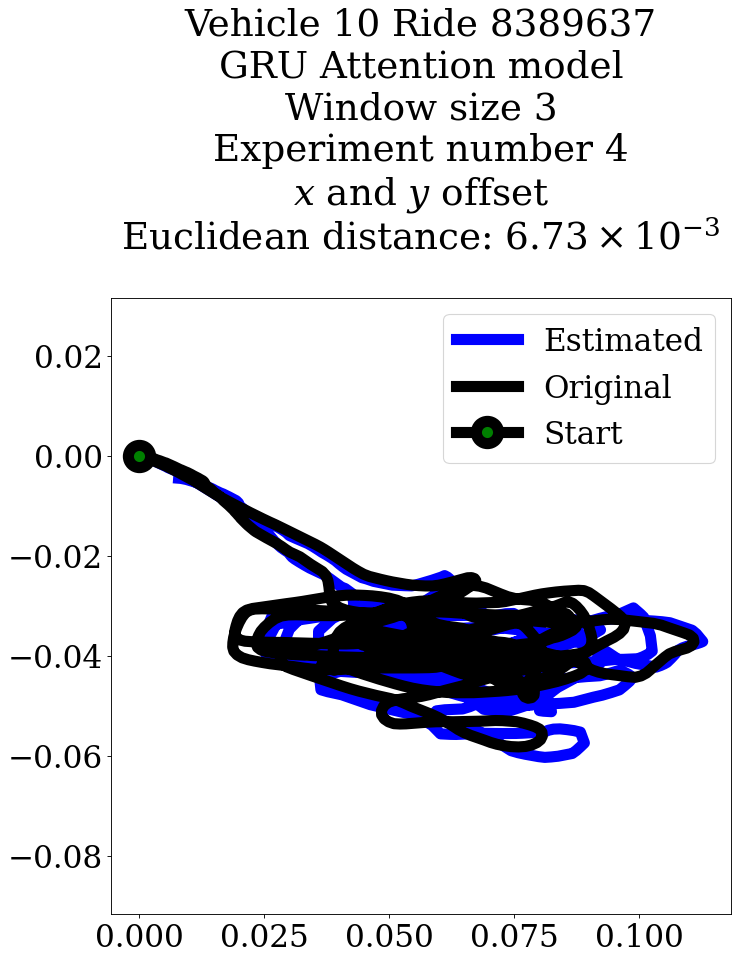 Vehicle 10 Ride 8389637
GRU Attention model
Window size 3
Experiment number 4
x and y offset
Euclidean distance: 6.73 × 10⁻³
Estimated
Original
Start
0.02
0.00
−0.02
−0.04
−0.06
−0.08
0.000 0.025 0.050 0.075 0.100